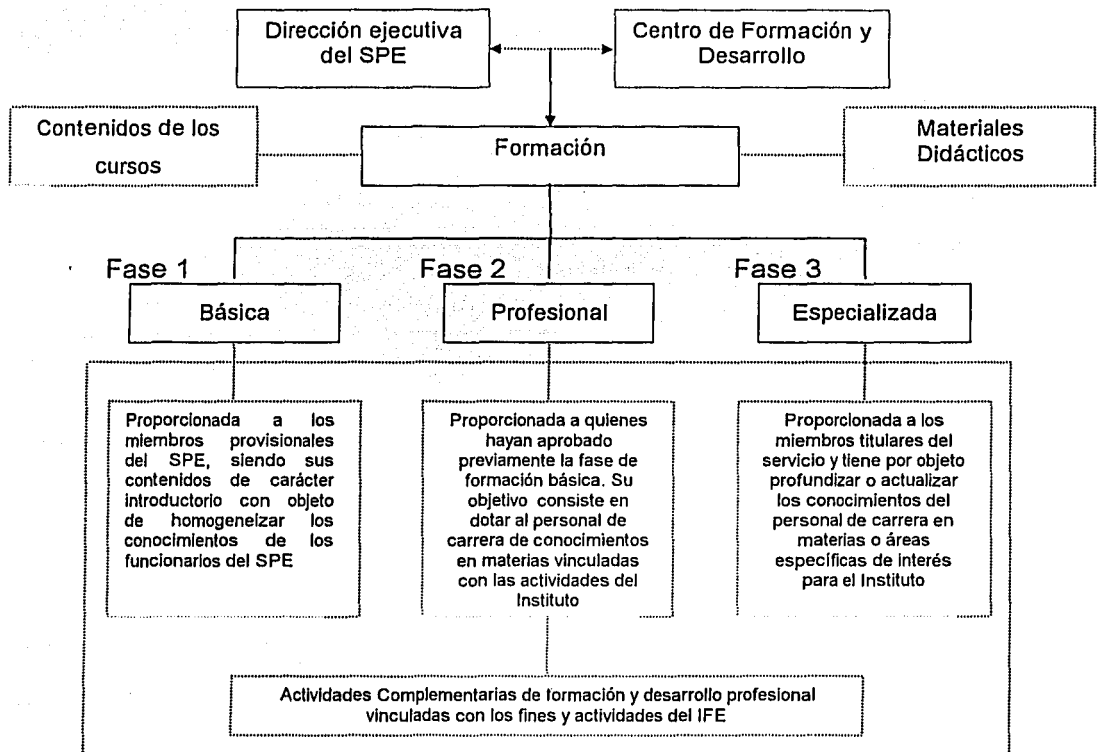 Dirección ejecutiva
del SPE
Centro de Formación y
Desarrollo
Contenidos de los
cursos
Formación
Materiales
Didácticos
Fase 1
Fase 2
Fase 3
Básica
Profesional
Especializada
Proporcionada a los
miembros provisionales
del SPE, siendo sus
contenidos de carácter
introductorio con objeto
de homogeneizar los
conocimientos de los
funcionarios del SPE
Proporcionada a quienes
hayan aprobado
previamente la fase de
formación básica. Su
objetivo consiste en
dotar al personal de
carrera de conocimientos
en materias vinculadas
con las actividades del
Instituto
Proporcionada a los
miembros titulares del
servicio y tiene por objeto
profundizar o actualizar
los conocimientos del
personal de carrera en
materias o áreas
específicas de interés
para el Instituto
Actividades Complementarias de formación y desarrollo profesional
vinculadas con los fines y actividades del IFE